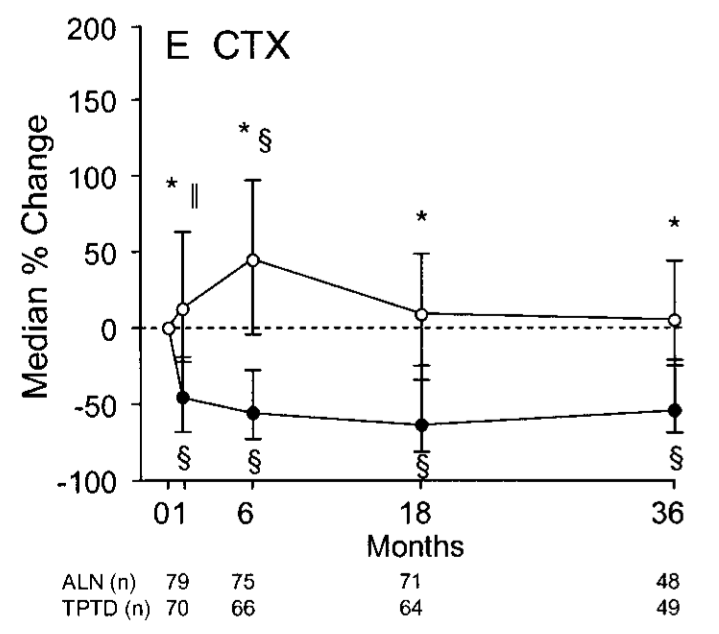 200
E CTX
150
* §
100
* ||
* *
50
0
-50
§ § § §
-100
Median % Change
01 6 18 36
Months
ALN (n) 79 75 71 48
TPTD (n) 70 66 64 49